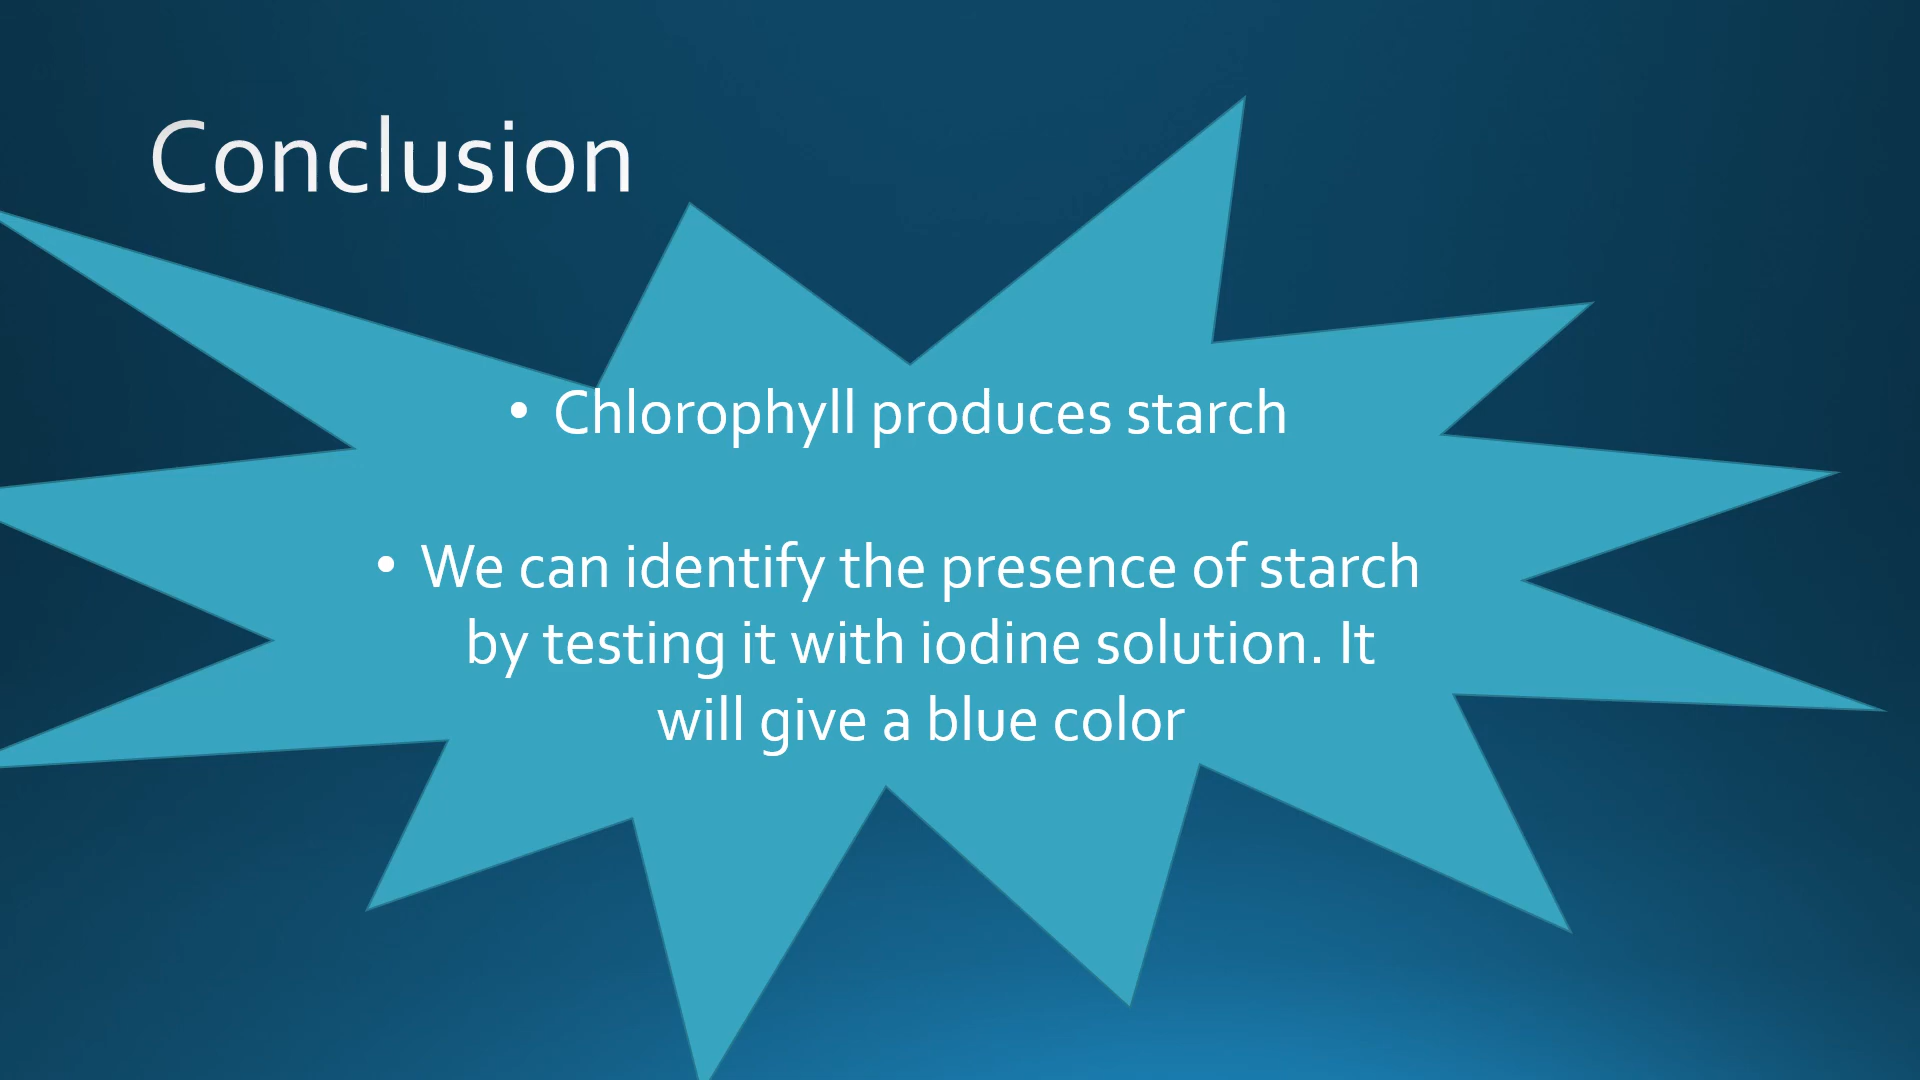 Conclusion
• Chlorophyll produces starch
• We can identify the presence of starch
by testing it with iodine solution. It
will give a blue color